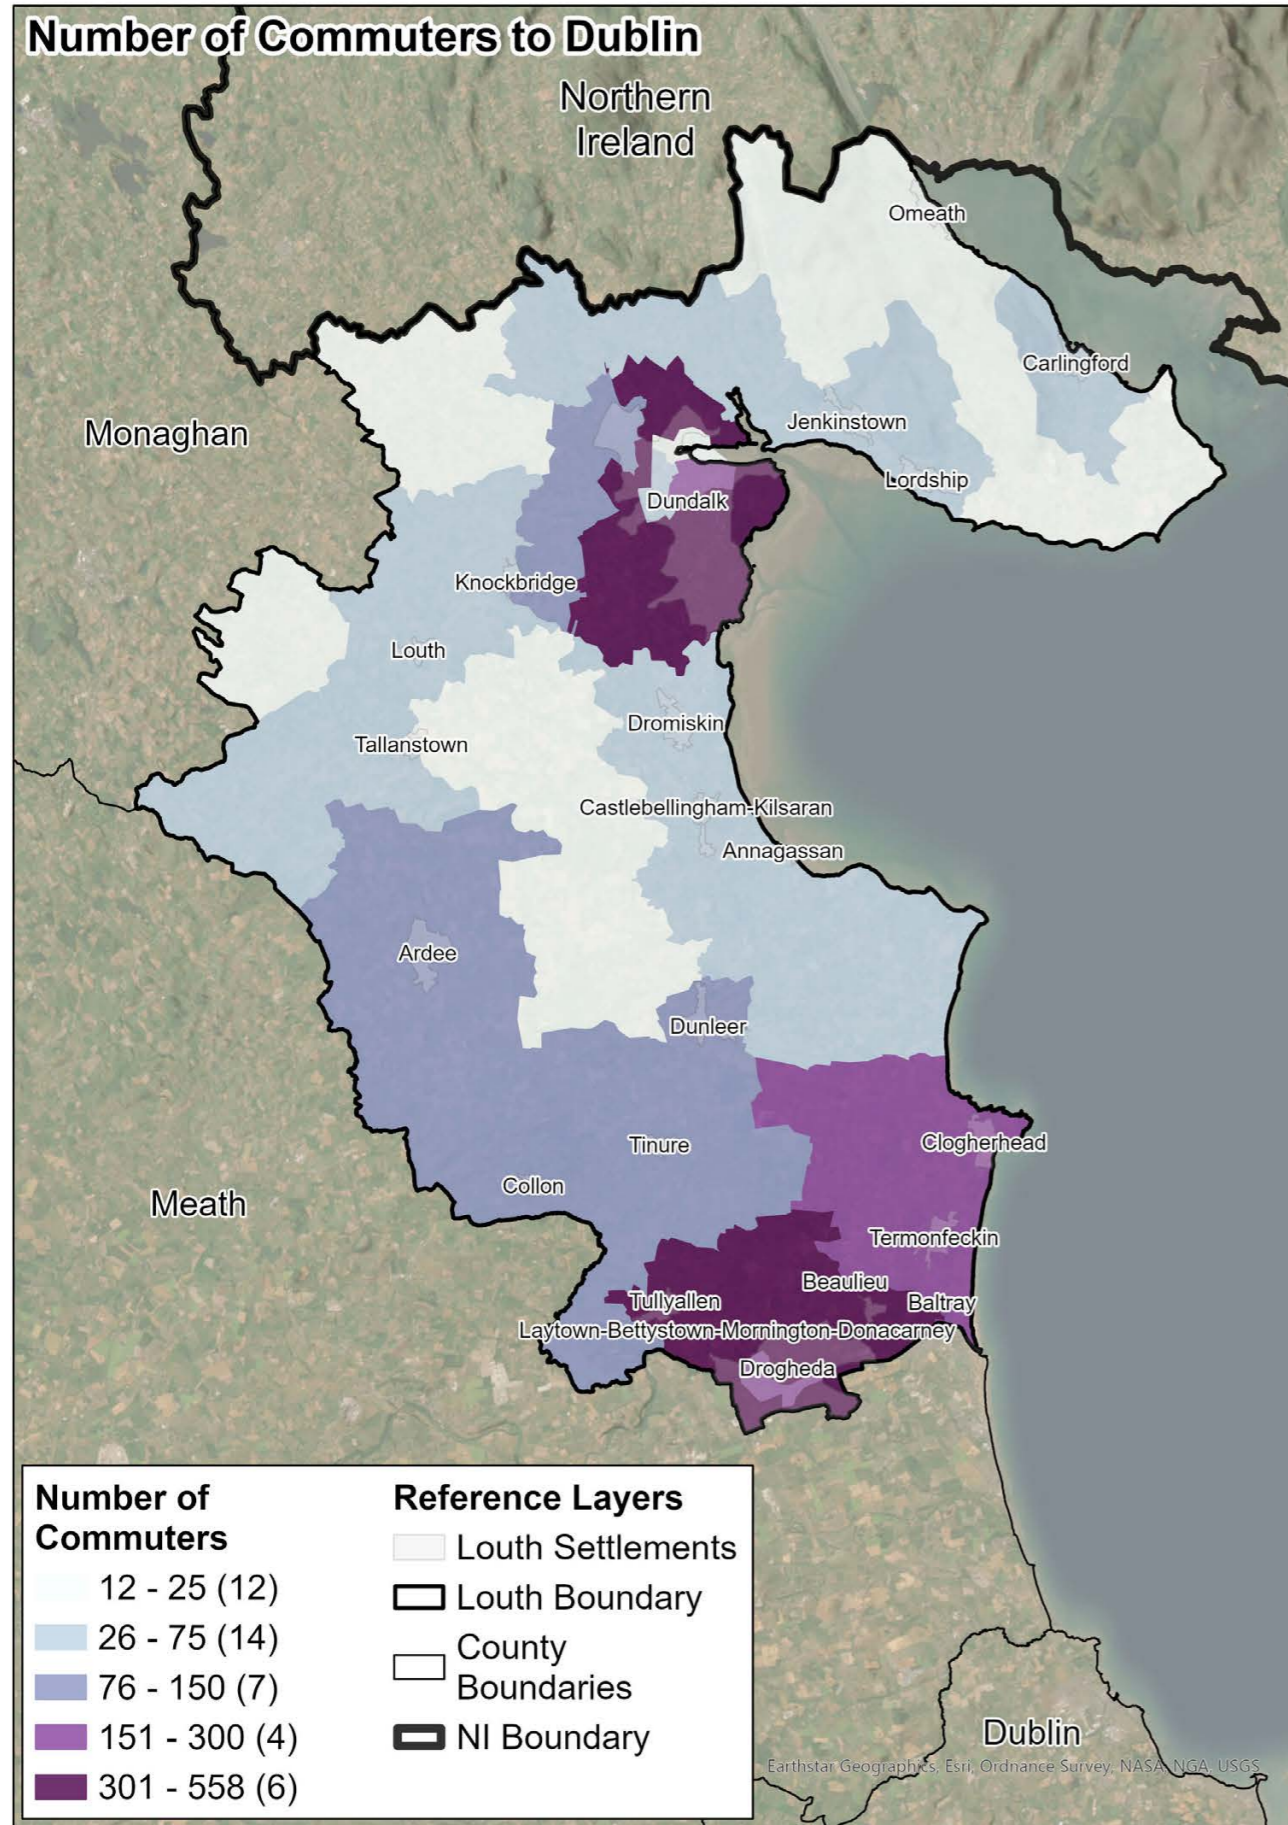 Number of Commuters to Dublin
Northern
Ireland
Omeath
Carlingford
Jenkinstown
Monaghan
Lordship
Dundalk
Knockbridge
Louth
Dromiskin
Tallanstown
Castlebellingham-Kilsaran
Annagassan
Ardee
Dunleer
Clogherhead
Tinure
Collon
Meath
Termonfeckin
Beaulieu
Tullyallen
Baltray
Laytown-Bettystown-Mornington-Donacarney
Drogheda
Number of
Commuters
12 - 25 (12)
26 - 75 (14)
76 - 150 (7)
151 - 300 (4)
301 - 558 (6)
Reference Layers
Louth Settlements
Louth Boundary
County
Boundaries
NI Boundary
Dublin
Earthstar Geographics, Esri, Ordnance Survey, NASA, NGA, USGS